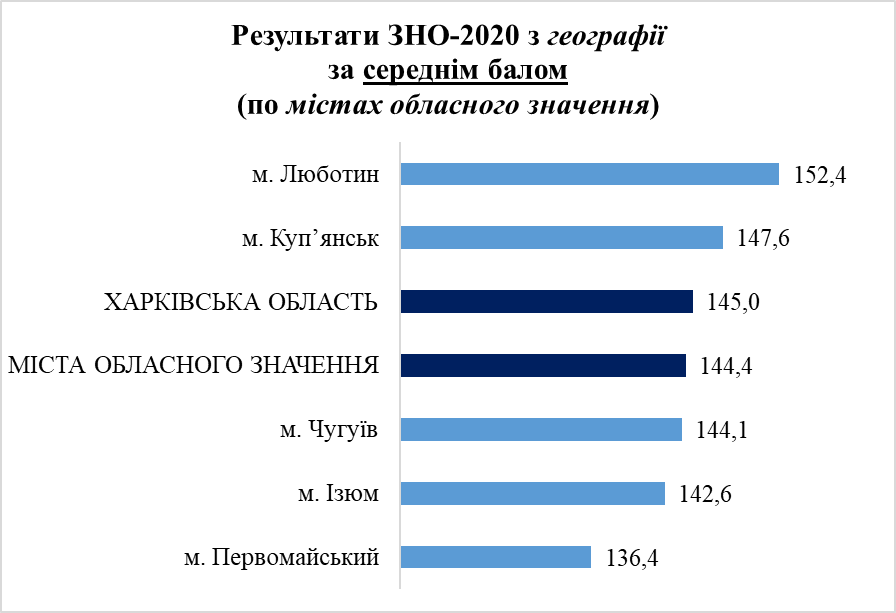 Результати ЗНО-2020 з географії
за середнім балом
(по містах обласного значення)
м. Люботин 152,4
м. Куп’янськ 147,6
ХАРКІВСЬКА ОБЛАСТЬ 145,0
МІСТА ОБЛАСНОГО ЗНАЧЕННЯ 144,4
м. Чугуїв 144,1
м. Ізюм 142,6
м. Первомайський 136,4